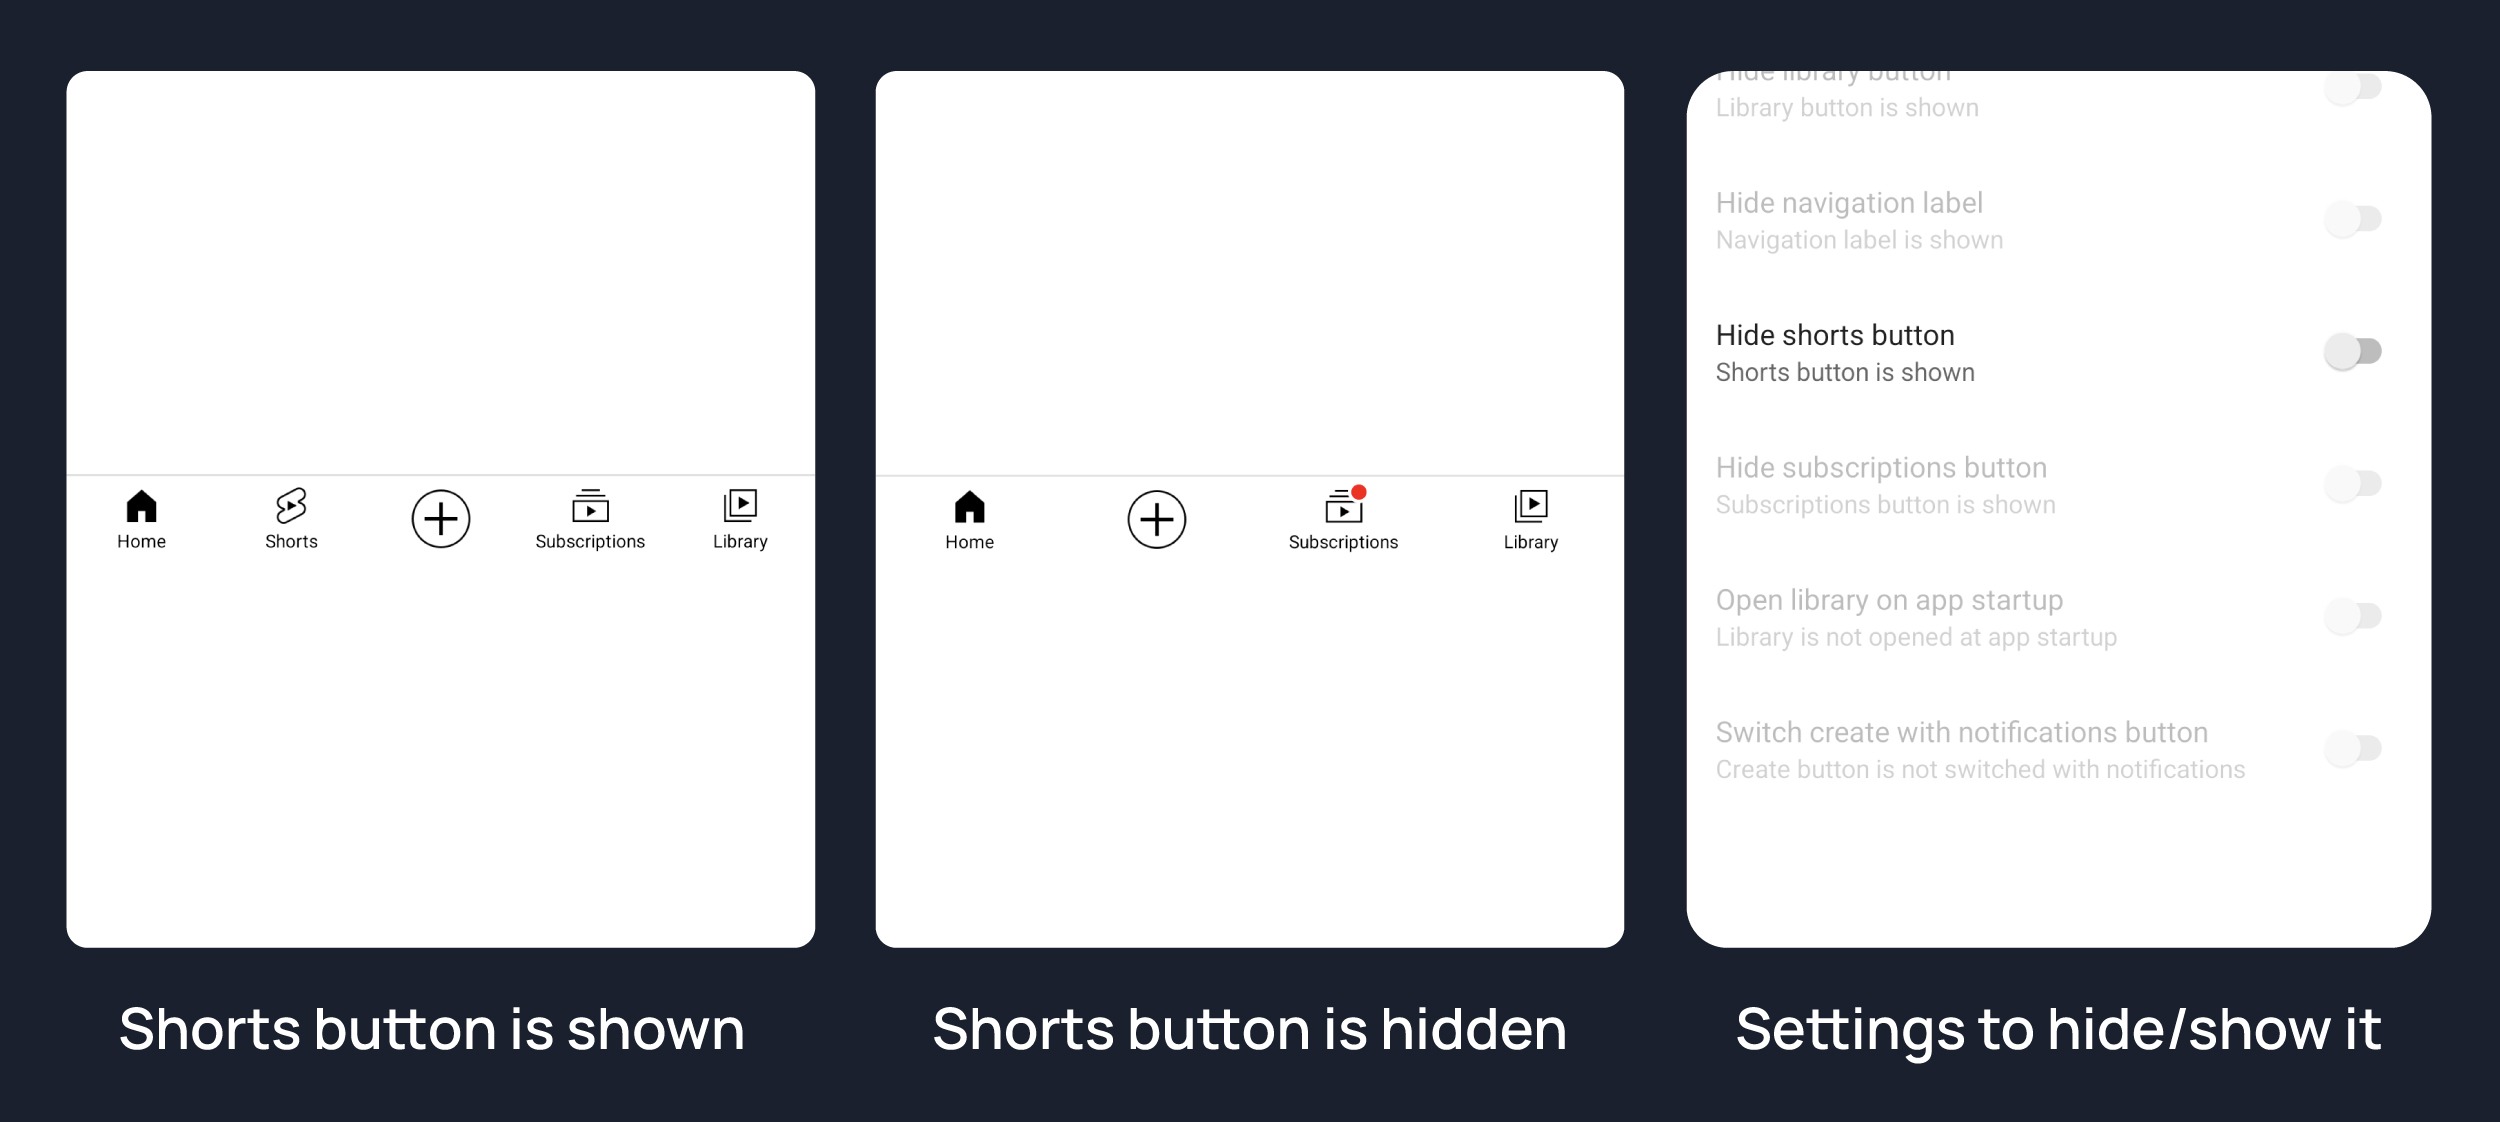 Home
Shorts
Subscriptions
Library
Shorts button is shown
Home
Subscriptions
Library
Shorts button is hidden
Hide library button
Library button is shown
Hide navigation label
Navigation label is shown
Hide shorts button
Shorts button is shown
Hide subscriptions button
Subscriptions button is shown
Open library on app startup
Library is not opened at app startup
Switch create with notifications button
Create button is not switched with notifications
Settings to hide/show it